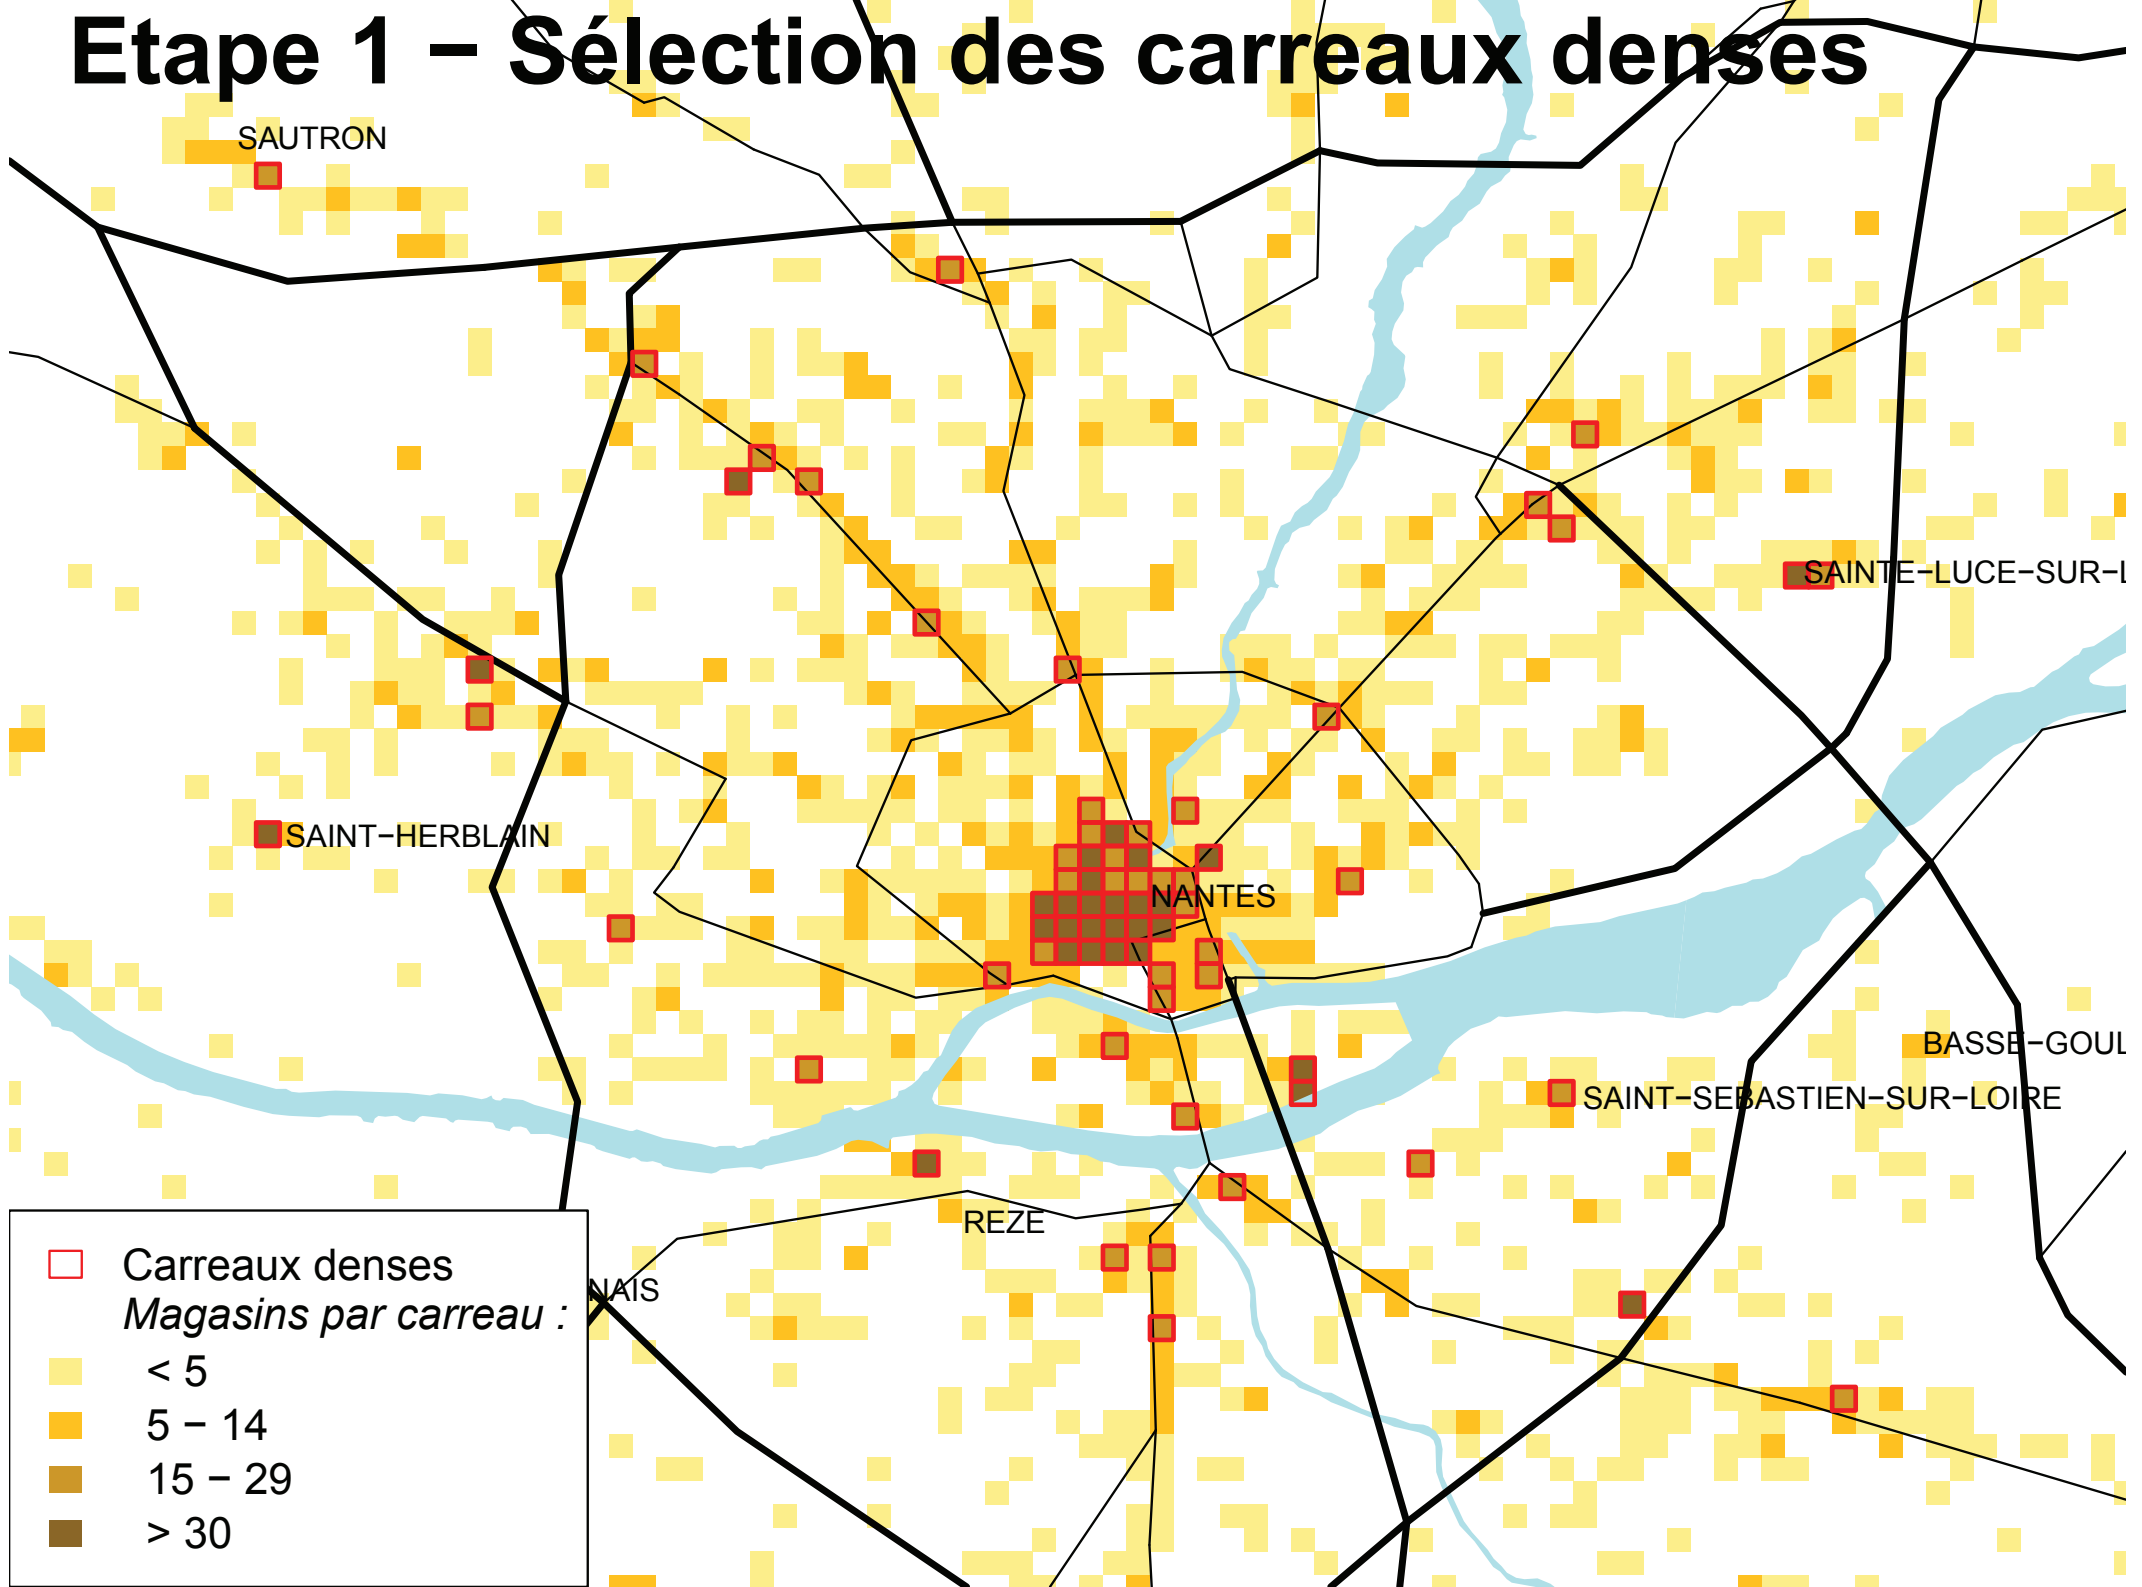 Etape 1 − Sélection des carreaux denses
SAUTRON
SAINTE−LUCE−SUR−L
SAINT−HERBLAIN
NANTES
BASSE−GOUL
SAINT−SEBASTIEN−SUR−LOIRE
REZE
NAIS
Carreaux denses
Magasins par carreau :
< 5
5 − 14
15 − 29
> 30